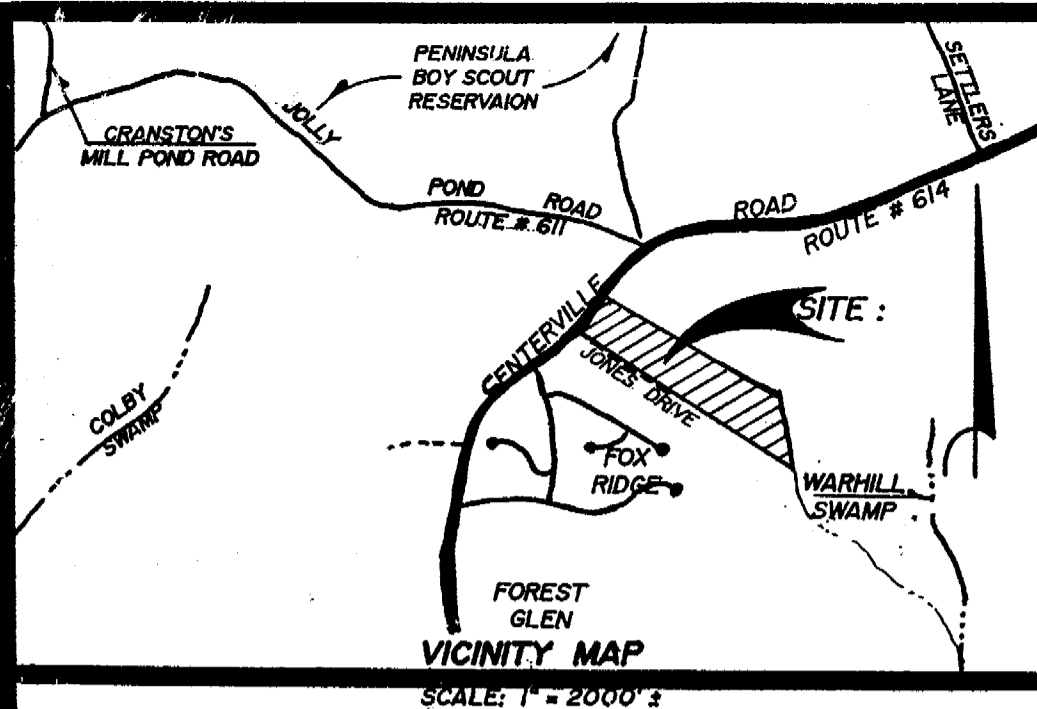 PENINSULA
BOY SCOUT
RESERVAION
SETTLERS
LANE
CRANSTON'S
MILL POND ROAD
JOLLY
POND ROAD
ROUTE # 611
ROAD
ROUTE # 614
CENTERVILLE
SITE :
JONES DRIVE
COLBY
SWAMP
FOX
RIDGE
WARHILL
SWAMP
FOREST
GLEN
VICINITY MAP
SCALE: 1" = 2000' ±